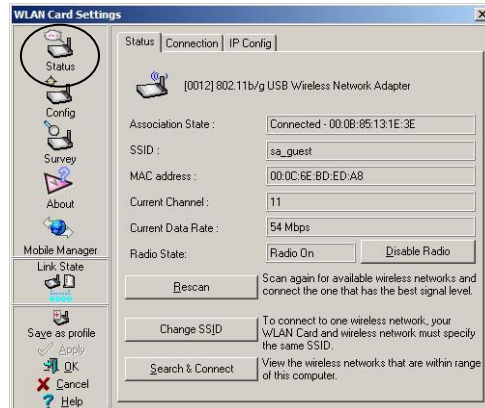 WLAN Card Settings
Status
Config
Survey
About
Mobile Manager
Link State
Save as profile
Apply
OK
Cancel
Help
Status Connection IP Config
[0012] 802.11b/g USB Wireless Network Adapter
Association State : Connected - 00:0B:85:13:1E:3E
SSID : sa_guest
MAC address : 00:0C:6E:BD:ED:A8
Current Channel : 11
Current Data Rate : 54 Mbps
Radio State: Radio On Disable Radio
Rescan
Scan again for available wireless networks and
connect the one that has the best signal level.
Change SSID
To connect to one wireless network, your
WLAN Card and wireless network must specify
the same SSID.
Search & Connect
View the wireless networks that are within range
of this computer.